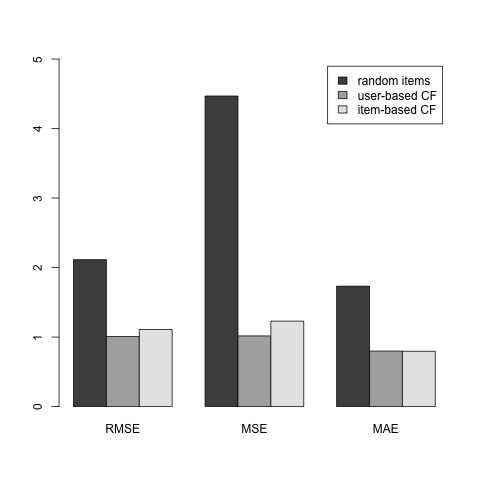 5
4
3
2
1
0
random items
user-based CF
item-based CF
RMSE
MSE
MAE